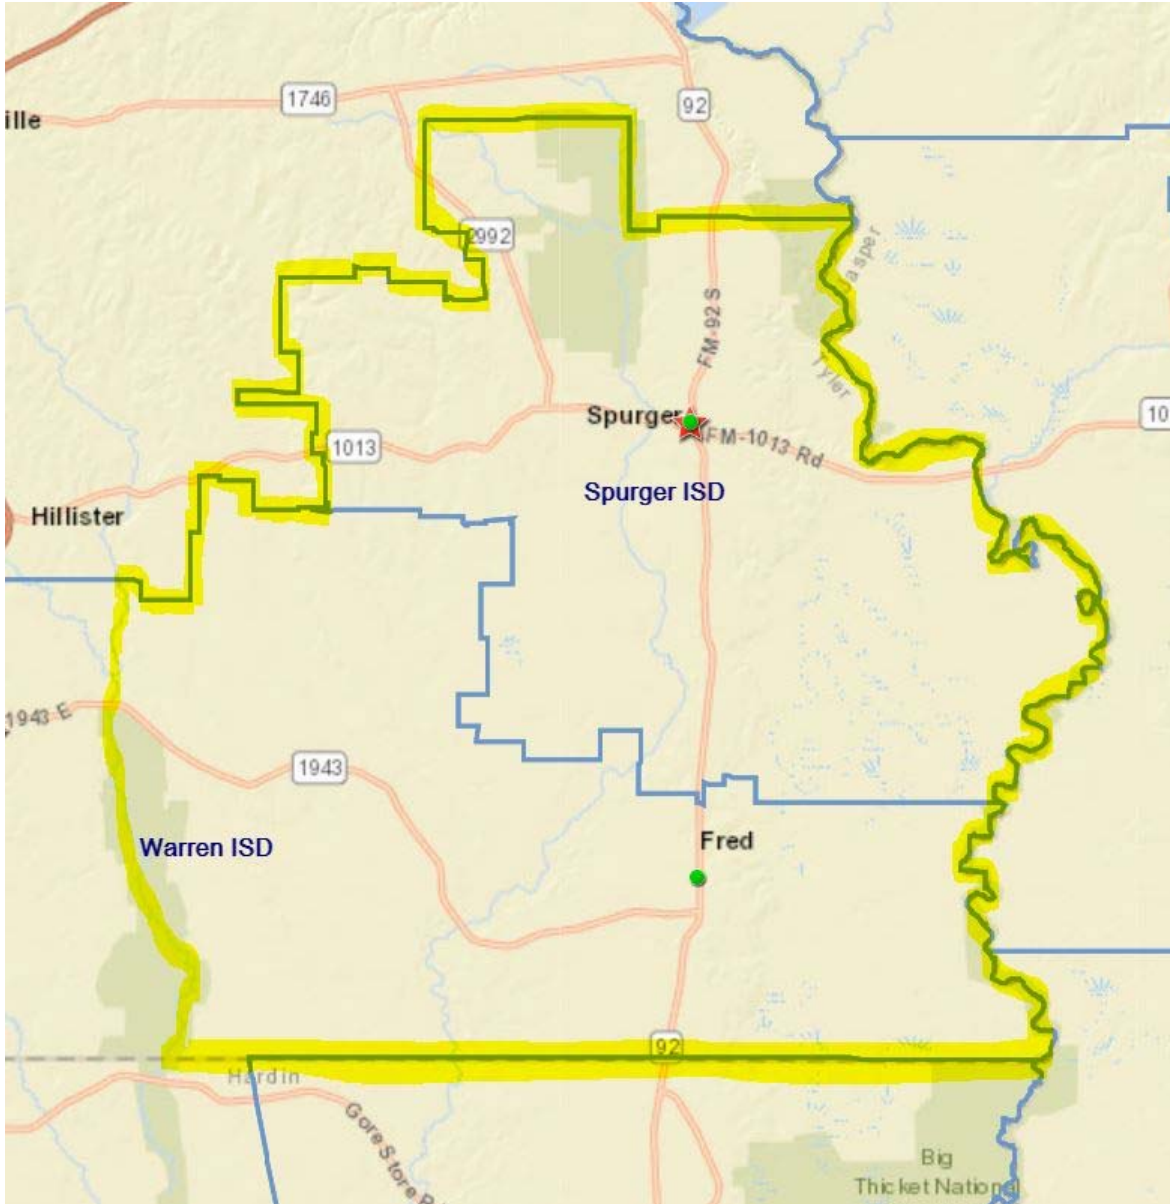 1746
92
ille
2992
Jasper
FM-92 S
Tyler
Spurger
FM-1013 Rd
10
1013
Spurger ISD
Hillister
1943 E
1943
Fred
Warren ISD
92
Hardin
Gore Store R
Big
Thicket National